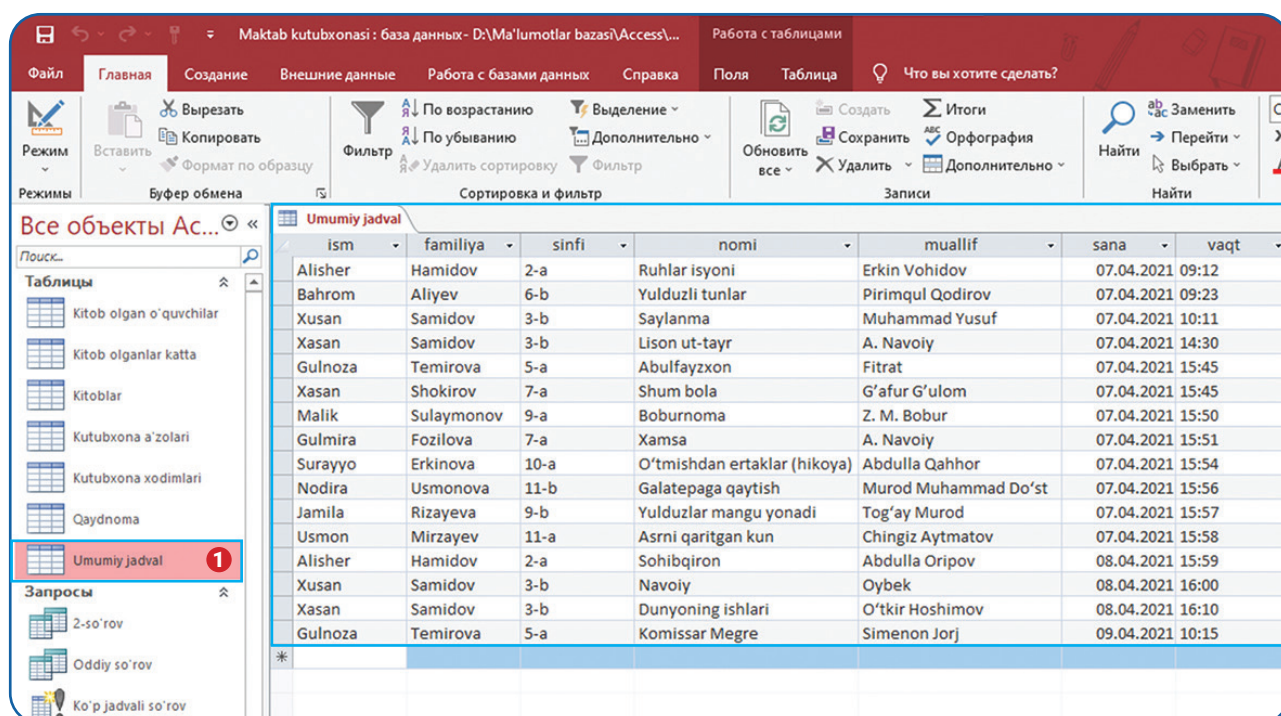 Maktab kutubxonasi : база данных- D:\Ma'lumotlar bazasi\Access\... Работа с таблицами
Файл Главная Создание Внешние данные Работа с базами данных Справка Поля Таблица Что вы хотите сделать?
Вырезать По возрастанию Выделение Создать Итоги Заменить
Режим Вставить Копировать Фильтр По убыванию Дополнительно Обновить все Сохранить Орфография Найти Перейти
Формат по образцу Удалить сортировку Фильтр Удалить Дополнительно Выбрать
Режимы Буфер обмена Сортировка и фильтр Записи Найти
Все объекты Ac...
Поиск...
Таблицы
Kitob olgan o'quvchilar
Kitob olganlar katta
Kitoblar
Kutubxona a'zolari
Kutubxona xodimlari
Qaydnoma
Umumiy jadval 1
Запросы
2-so'rov
Oddiy so'rov
Ko'p jadvali so'rov
Umumiy jadval
ism familiya sinfi nomi muallif sana vaqt
Alisher Hamidov 2-a Ruhlar isyoni Erkin Vohidov 07.04.2021 09:12
Bahrom Aliyev 6-b Yulduzli tunlar Pirimqul Qodirov 07.04.2021 09:23
Xusan Samidov 3-b Saylanma Muhammad Yusuf 07.04.2021 10:11
Xasan Samidov 3-b Lison ut-tayr A. Navoiy 07.04.2021 14:30
Gulnoza Temirova 5-a Abulfayzxon Fitrat 07.04.2021 15:45
Xasan Shokirov 7-a Shum bola G‘afur G‘ulom 07.04.2021 15:45
Malik Sulaymonov 9-a Boburnoma Z. M. Bobur 07.04.2021 15:50
Gulmira Fozilova 7-a Xamsa A. Navoiy 07.04.2021 15:51
Surayyo Erkinova 10-a O‘tmishdan ertaklar (hikoya) Abdulla Qahhor 07.04.2021 15:54
Nodira Usmonova 11-b Galatepaga qaytish Murod Muhammad Do‘st 07.04.2021 15:56
Jamila Rizayeva 9-b Yulduzlar mangu yonadi Tog‘ay Murod 07.04.2021 15:57
Usmon Mirzayev 11-a Asrni qaritgan kun Chingiz Aytmatov 07.04.2021 15:58
Alisher Hamidov 2-a Sohibqiron Abdulla Oripov 08.04.2021 15:59
Xusan Samidov 3-b Navoiy Oybek 08.04.2021 16:00
Xasan Samidov 3-b Dunyoning ishlari O‘tkir Hoshimov 08.04.2021 16:10
Gulnoza Temirova 5-a Komissar Megre Simenon Jorj 09.04.2021 10:15